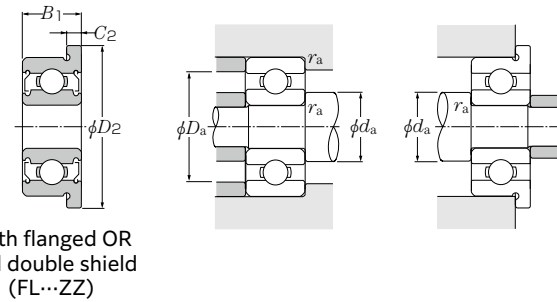 B1
C2
ϕD2
ra
ra
ϕDa
ϕda
ϕda
ra
th flanged OR
d double shield
(FL···ZZ)